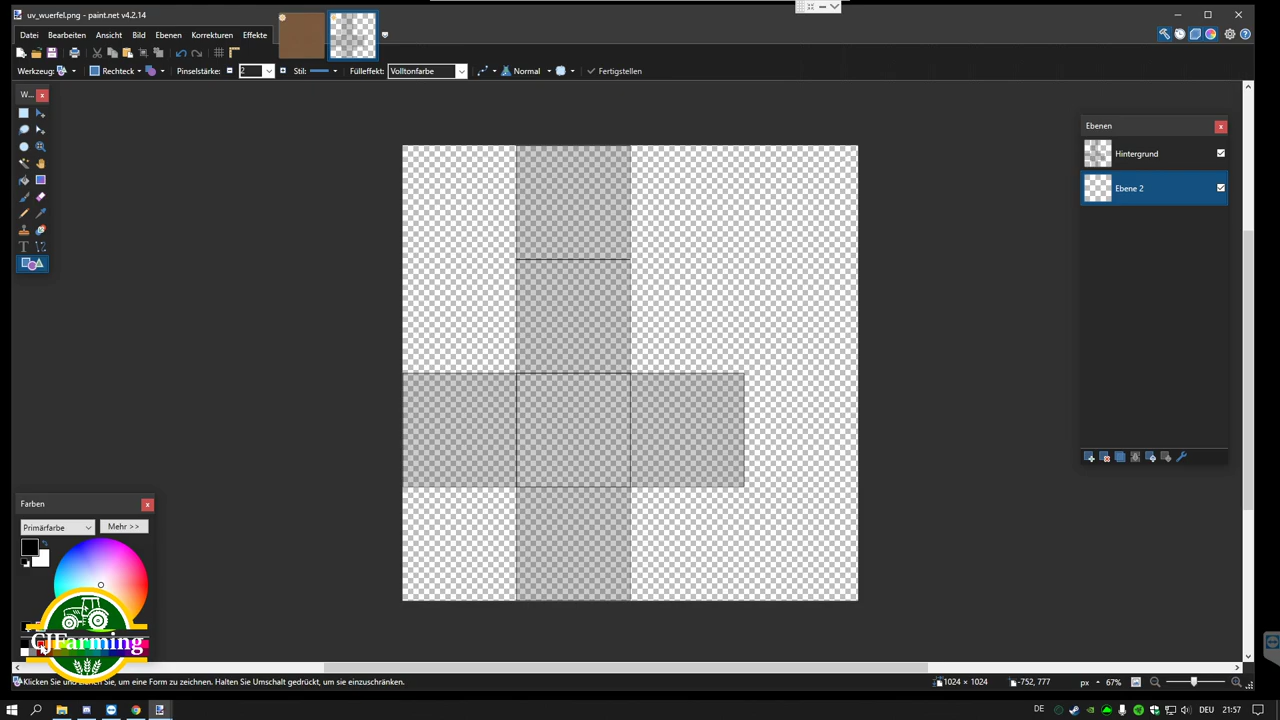 uv_wuerfel.png - paint.net v4.2.14
Datei Bearbeiten Ansicht Bild Ebenen Korrekturen Effekte
Werkzeug: Rechteck Pinselstärke: 2 Stil: Fülleffekt: Volltonfarbe Normal Fertigstellen
W...
Ebenen
Hintergrund
Ebene 2
Farben
Primärfarbe Mehr >>
CJFarming
Klicken Sie und ziehen Sie, um eine Form zu zeichnen. Halten Sie Umschalt gedrückt, um sie einzuschränken. 1024 × 1024 -752, 777 px 67%
DE DEU 21:57